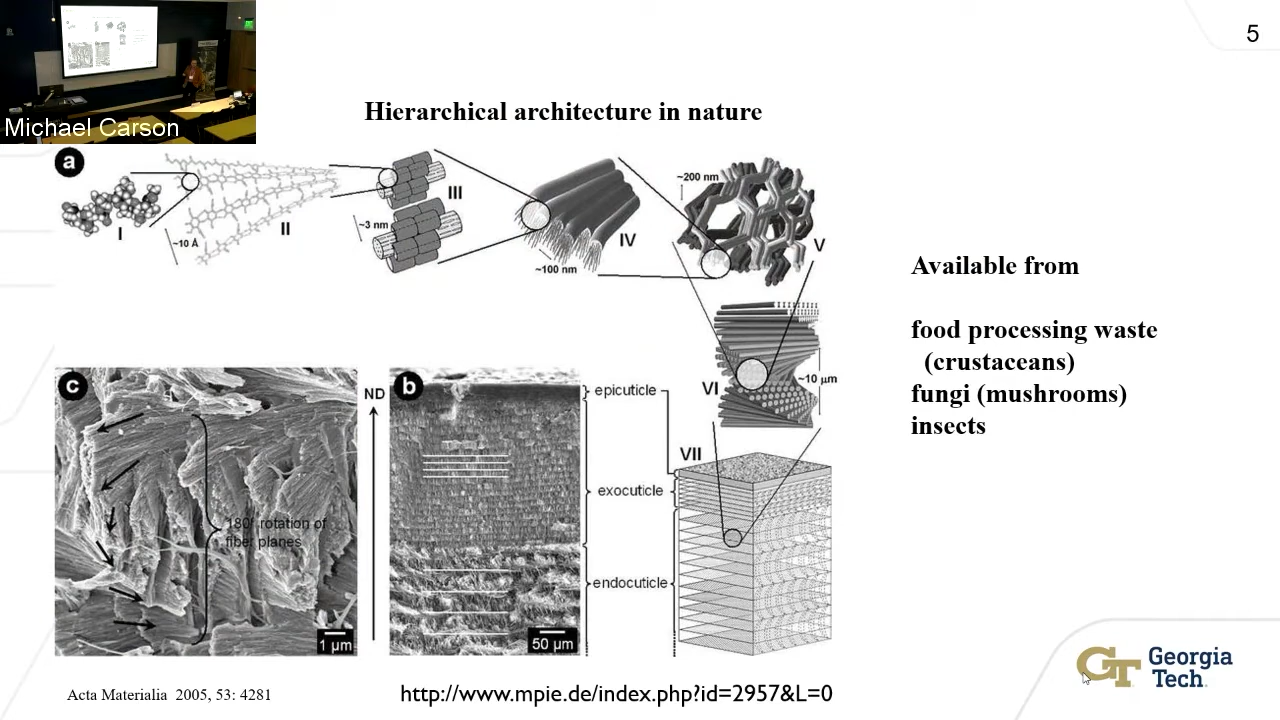 5
Michael Carson
Hierarchical architecture in nature
a
I
II
~10 Å
III
~3 nm
IV
~100 nm
~200 nm
V
VI
~10 µm
VII
Available from
food processing waste
(crustaceans)
fungi (mushrooms)
insects
c
180° rotation of
fiber planes
1 µm
ND
b
50 µm
epicuticle
exocuticle
endocuticle
Acta Materialia 2005, 53: 4281
http://www.mpie.de/index.php?id=2957&L=0
GT Georgia
Tech